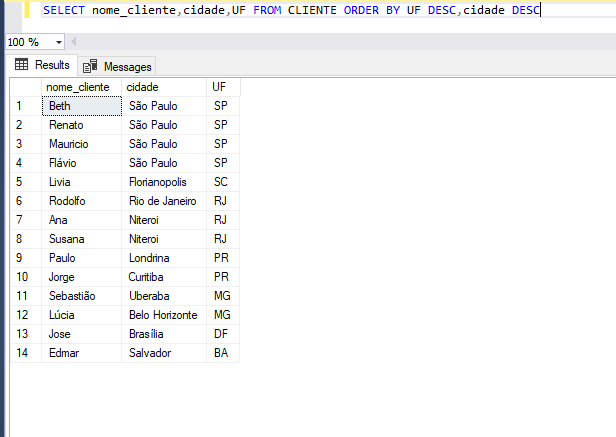 SELECT nome_cliente,cidade,UF FROM CLIENTE ORDER BY UF DESC,cidade DESC
100 %
Results Messages
nome_cliente cidade UF
1 Beth São Paulo SP
2 Renato São Paulo SP
3 Mauricio São Paulo SP
4 Flávio São Paulo SP
5 Livia Florianopolis SC
6 Rodolfo Rio de Janeiro RJ
7 Ana Niteroi RJ
8 Susana Niteroi RJ
9 Paulo Londrina PR
10 Jorge Curitiba PR
11 Sebastião Uberaba MG
12 Lúcia Belo Horizonte MG
13 Jose Brasília DF
14 Edmar Salvador BA